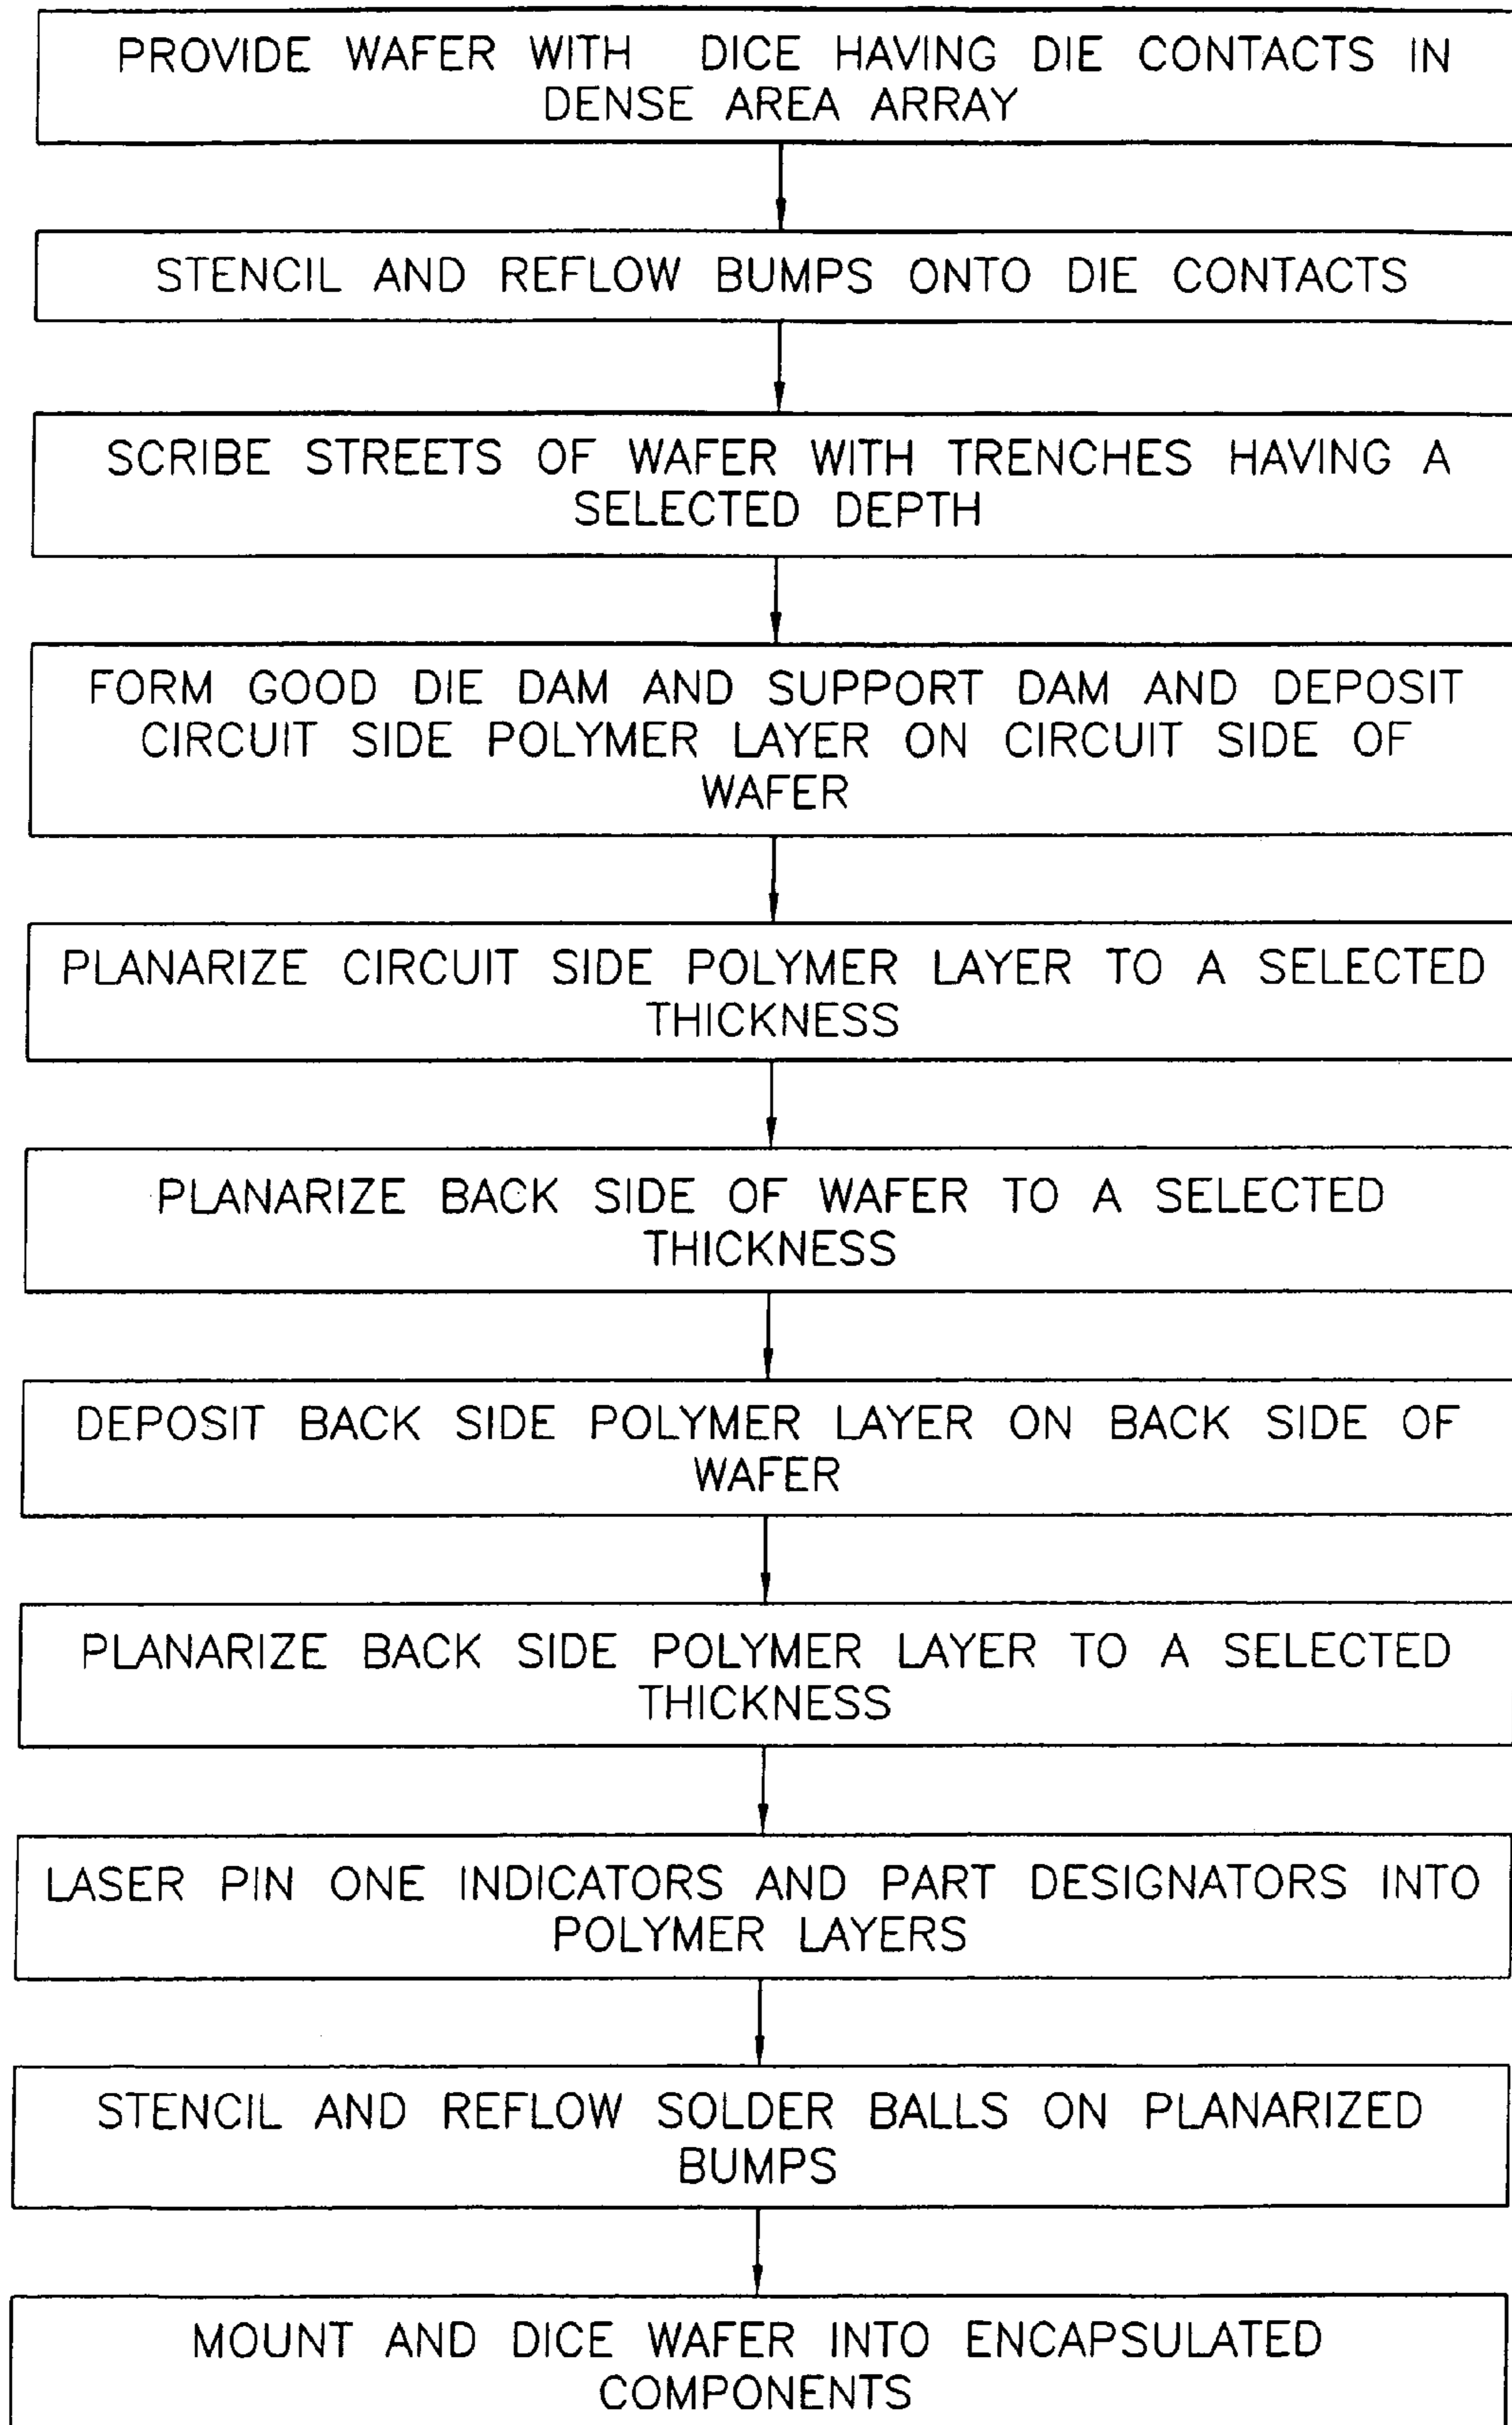 PROVIDE WAFER WITH DICE HAVING DIE CONTACTS IN
DENSE AREA ARRAY
STENCIL AND REFLOW BUMPS ONTO DIE CONTACTS
SCRIBE STREETS OF WAFER WITH TRENCHES HAVING A
SELECTED DEPTH
FORM GOOD DIE DAM AND SUPPORT DAM AND DEPOSIT
CIRCUIT SIDE POLYMER LAYER ON CIRCUIT SIDE OF
WAFER
PLANARIZE CIRCUIT SIDE POLYMER LAYER TO A SELECTED
THICKNESS
PLANARIZE BACK SIDE OF WAFER TO A SELECTED
THICKNESS
DEPOSIT BACK SIDE POLYMER LAYER ON BACK SIDE OF
WAFER
PLANARIZE BACK SIDE POLYMER LAYER TO A SELECTED
THICKNESS
LASER PIN ONE INDICATORS AND PART DESIGNATORS INTO
POLYMER LAYERS
STENCIL AND REFLOW SOLDER BALLS ON PLANARIZED
BUMPS
MOUNT AND DICE WAFER INTO ENCAPSULATED
COMPONENTS